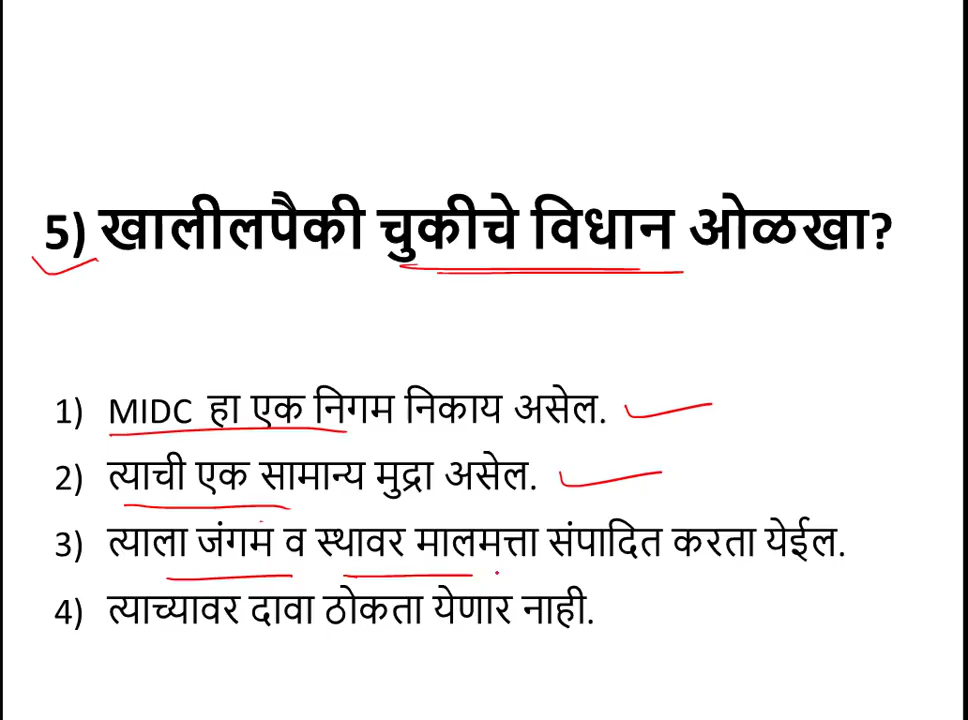 5) खालीलपैकी चुकीचे विधान ओळखा?
1) MIDC हा एक निगम निकाय असेल.
2) त्याची एक सामान्य मुद्रा असेल.
3) त्याला जंगम व स्थावर मालमत्ता संपादित करता येईल.
4) त्याच्यावर दावा ठोकता येणार नाही.